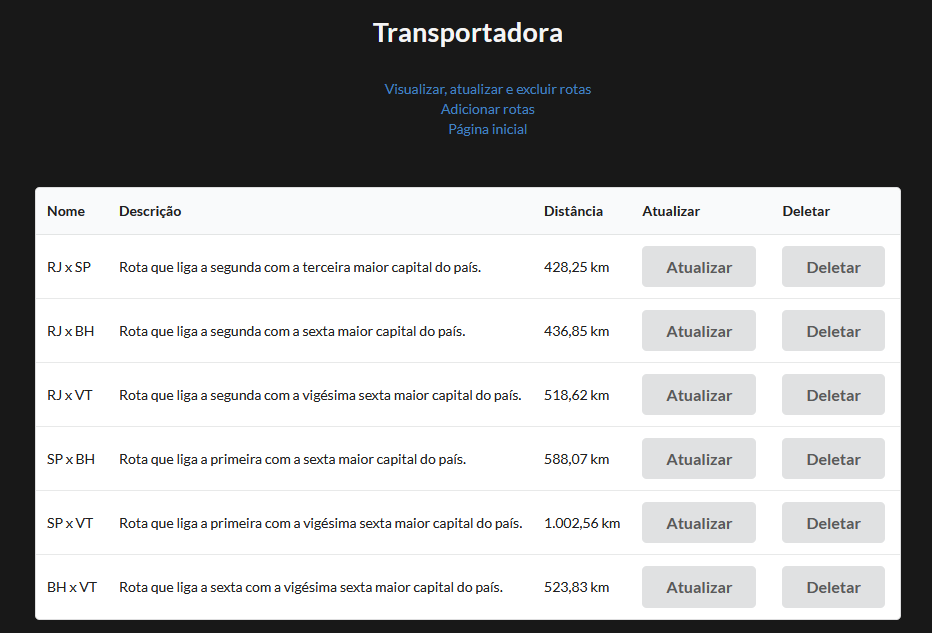 Transportadora
Visualizar, atualizar e excluir rotas
Adicionar rotas
Página inicial
Nome Descrição Distância Atualizar Deletar
RJ x SP Rota que liga a segunda com a terceira maior capital do país. 428,25 km Atualizar Deletar
RJ x BH Rota que liga a segunda com a sexta maior capital do país. 436,85 km Atualizar Deletar
RJ x VT Rota que liga a segunda com a vigésima sexta maior capital do país. 518,62 km Atualizar Deletar
SP x BH Rota que liga a primeira com a sexta maior capital do país. 588,07 km Atualizar Deletar
SP x VT Rota que liga a primeira com a vigésima sexta maior capital do país. 1.002,56 km Atualizar Deletar
BH x VT Rota que liga a sexta com a vigésima sexta maior capital do país. 523,83 km Atualizar Deletar